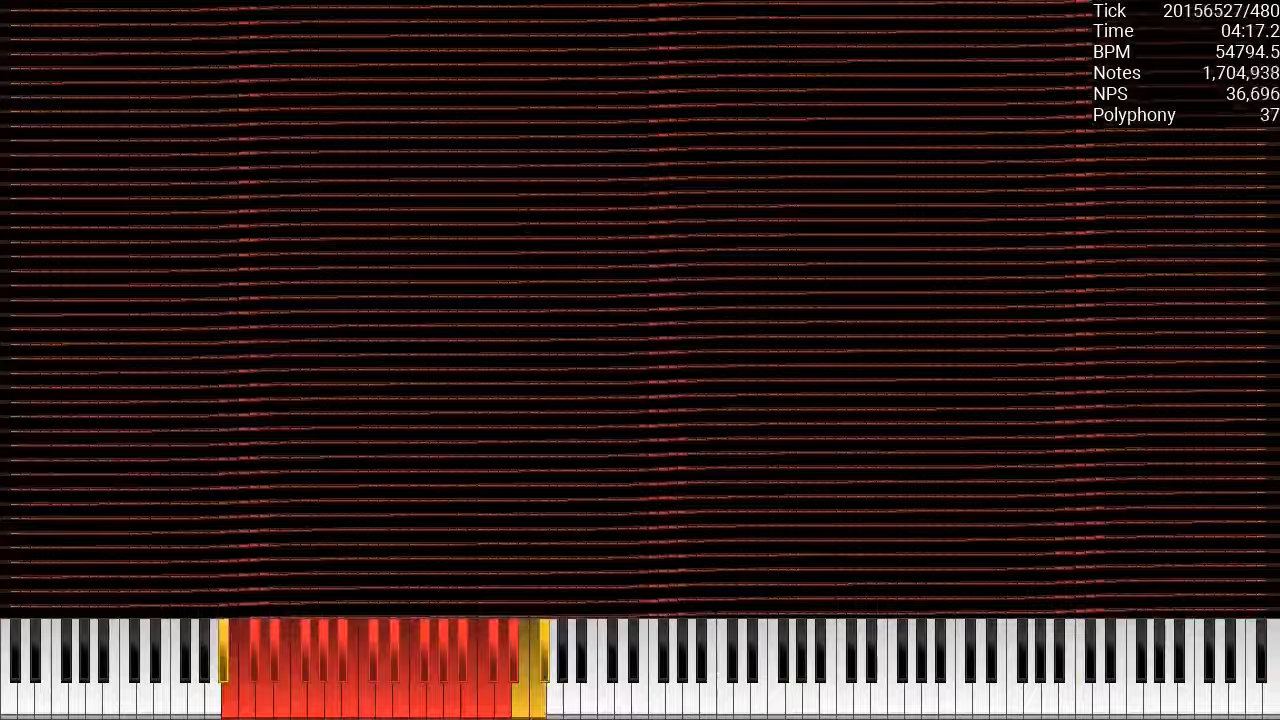 Tick 20156527/480
Time 04:17.2
BPM 54794.5
Notes 1,704,938
NPS 36,696
Polyphony 37